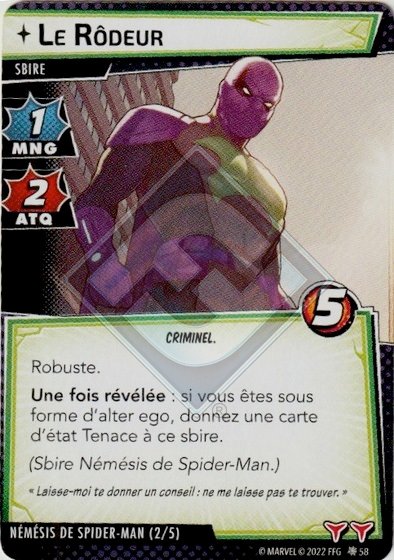 LE RÔDEUR
SBIRE
1
MNG
2
ATQ
5
CRIMINEL.
Robuste.
Une fois révélée : si vous êtes sous
forme d'alter ego, donnez une carte
d'état Tenace à ce sbire.
(Sbire Némésis de Spider-Man.)
« Laisse-moi te donner un conseil : ne me laisse pas te trouver. »
NÉMÉSIS DE SPIDER-MAN (2/5)
© MARVEL © 2022 FFG 58
®